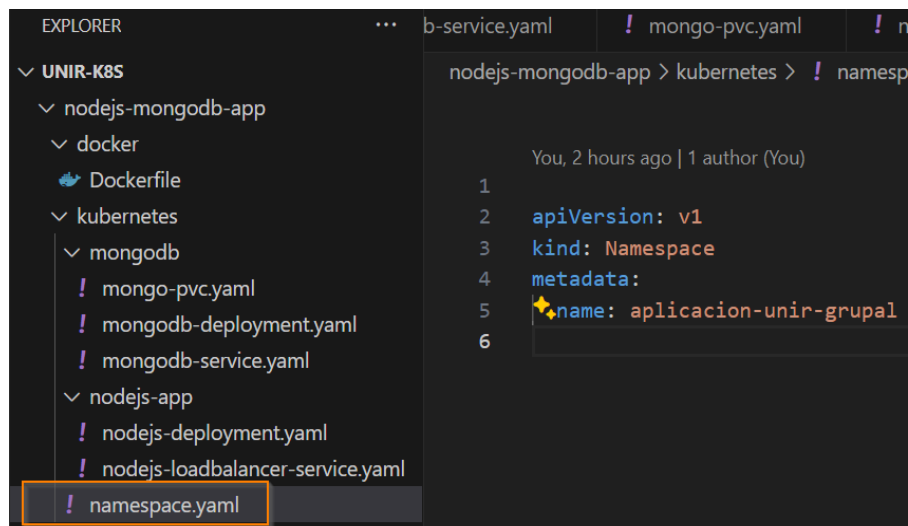 EXPLORER ...
UNIR-K8S
nodejs-mongodb-app
docker
Dockerfile
kubernetes
mongodb
! mongo-pvc.yaml
! mongodb-deployment.yaml
! mongodb-service.yaml
nodejs-app
! nodejs-deployment.yaml
! nodejs-loadbalancer-service.yaml
! namespace.yaml
b-service.yaml ! mongo-pvc.yaml !
nodejs-mongodb-app > kubernetes > ! namesp
You, 2 hours ago | 1 author (You)
1
2 apiVersion: v1
3 kind: Namespace
4 metadata:
5 name: aplicacion-unir-grupal
6